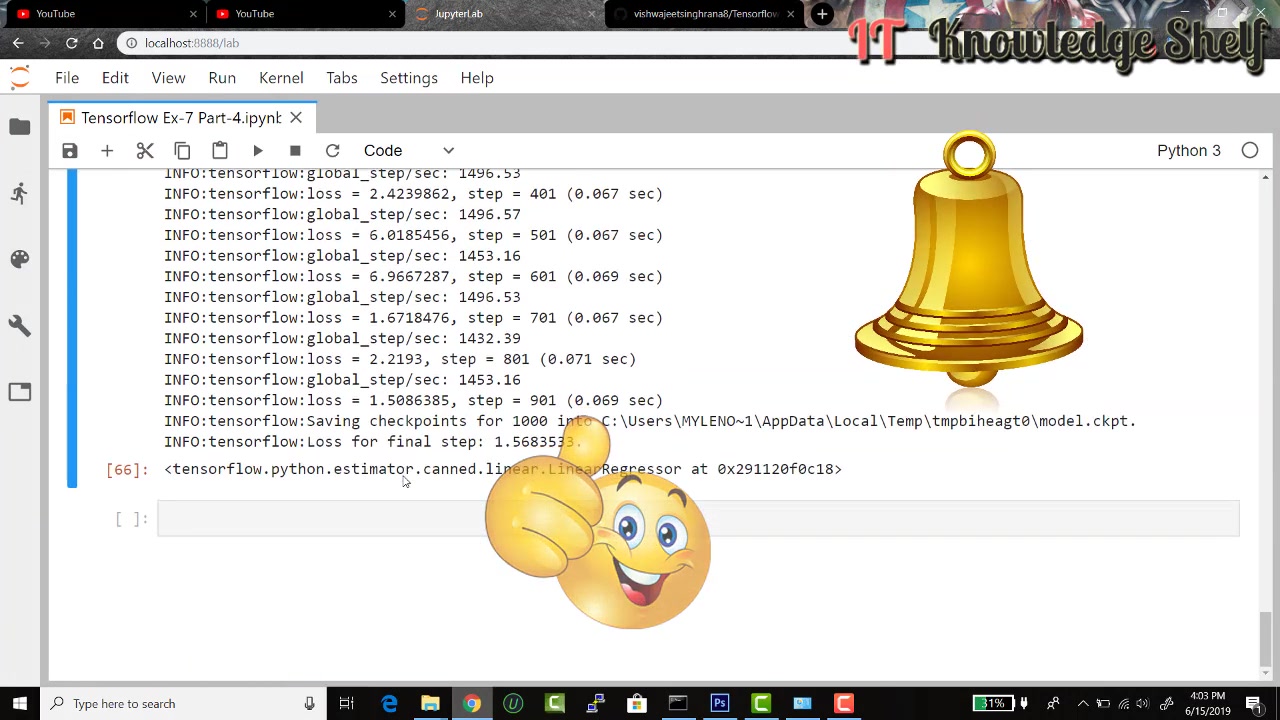 YouTube
YouTube
JupyterLab
vishwajeetsinghrana8/Tensorflow
localhost:8888/lab
IT Knowledge Shelf
File Edit View Run Kernel Tabs Settings Help
Tensorflow Ex-7 Part-4.ipynb
Code
Python 3
INFO:tensorflow:global_step/sec: 1496.53
INFO:tensorflow:loss = 2.4239862, step = 401 (0.067 sec)
INFO:tensorflow:global_step/sec: 1496.57
INFO:tensorflow:loss = 6.0185456, step = 501 (0.067 sec)
INFO:tensorflow:global_step/sec: 1453.16
INFO:tensorflow:loss = 6.9667287, step = 601 (0.069 sec)
INFO:tensorflow:global_step/sec: 1496.53
INFO:tensorflow:loss = 1.6718476, step = 701 (0.067 sec)
INFO:tensorflow:global_step/sec: 1432.39
INFO:tensorflow:loss = 2.2193, step = 801 (0.071 sec)
INFO:tensorflow:global_step/sec: 1453.16
INFO:tensorflow:loss = 1.5086385, step = 901 (0.069 sec)
INFO:tensorflow:Saving checkpoints for 1000 into C:\Users\MYLENO~1\AppData\Local\Temp\tmpbiheagt0\model.ckpt.
INFO:tensorflow:Loss for final step: 1.5683533.
[66]: <tensorflow.python.estimator.canned.linear.LinearRegressor at 0x291120f0c18>
[ ]:
Type here to search
31%
4:03 PM
6/15/2019